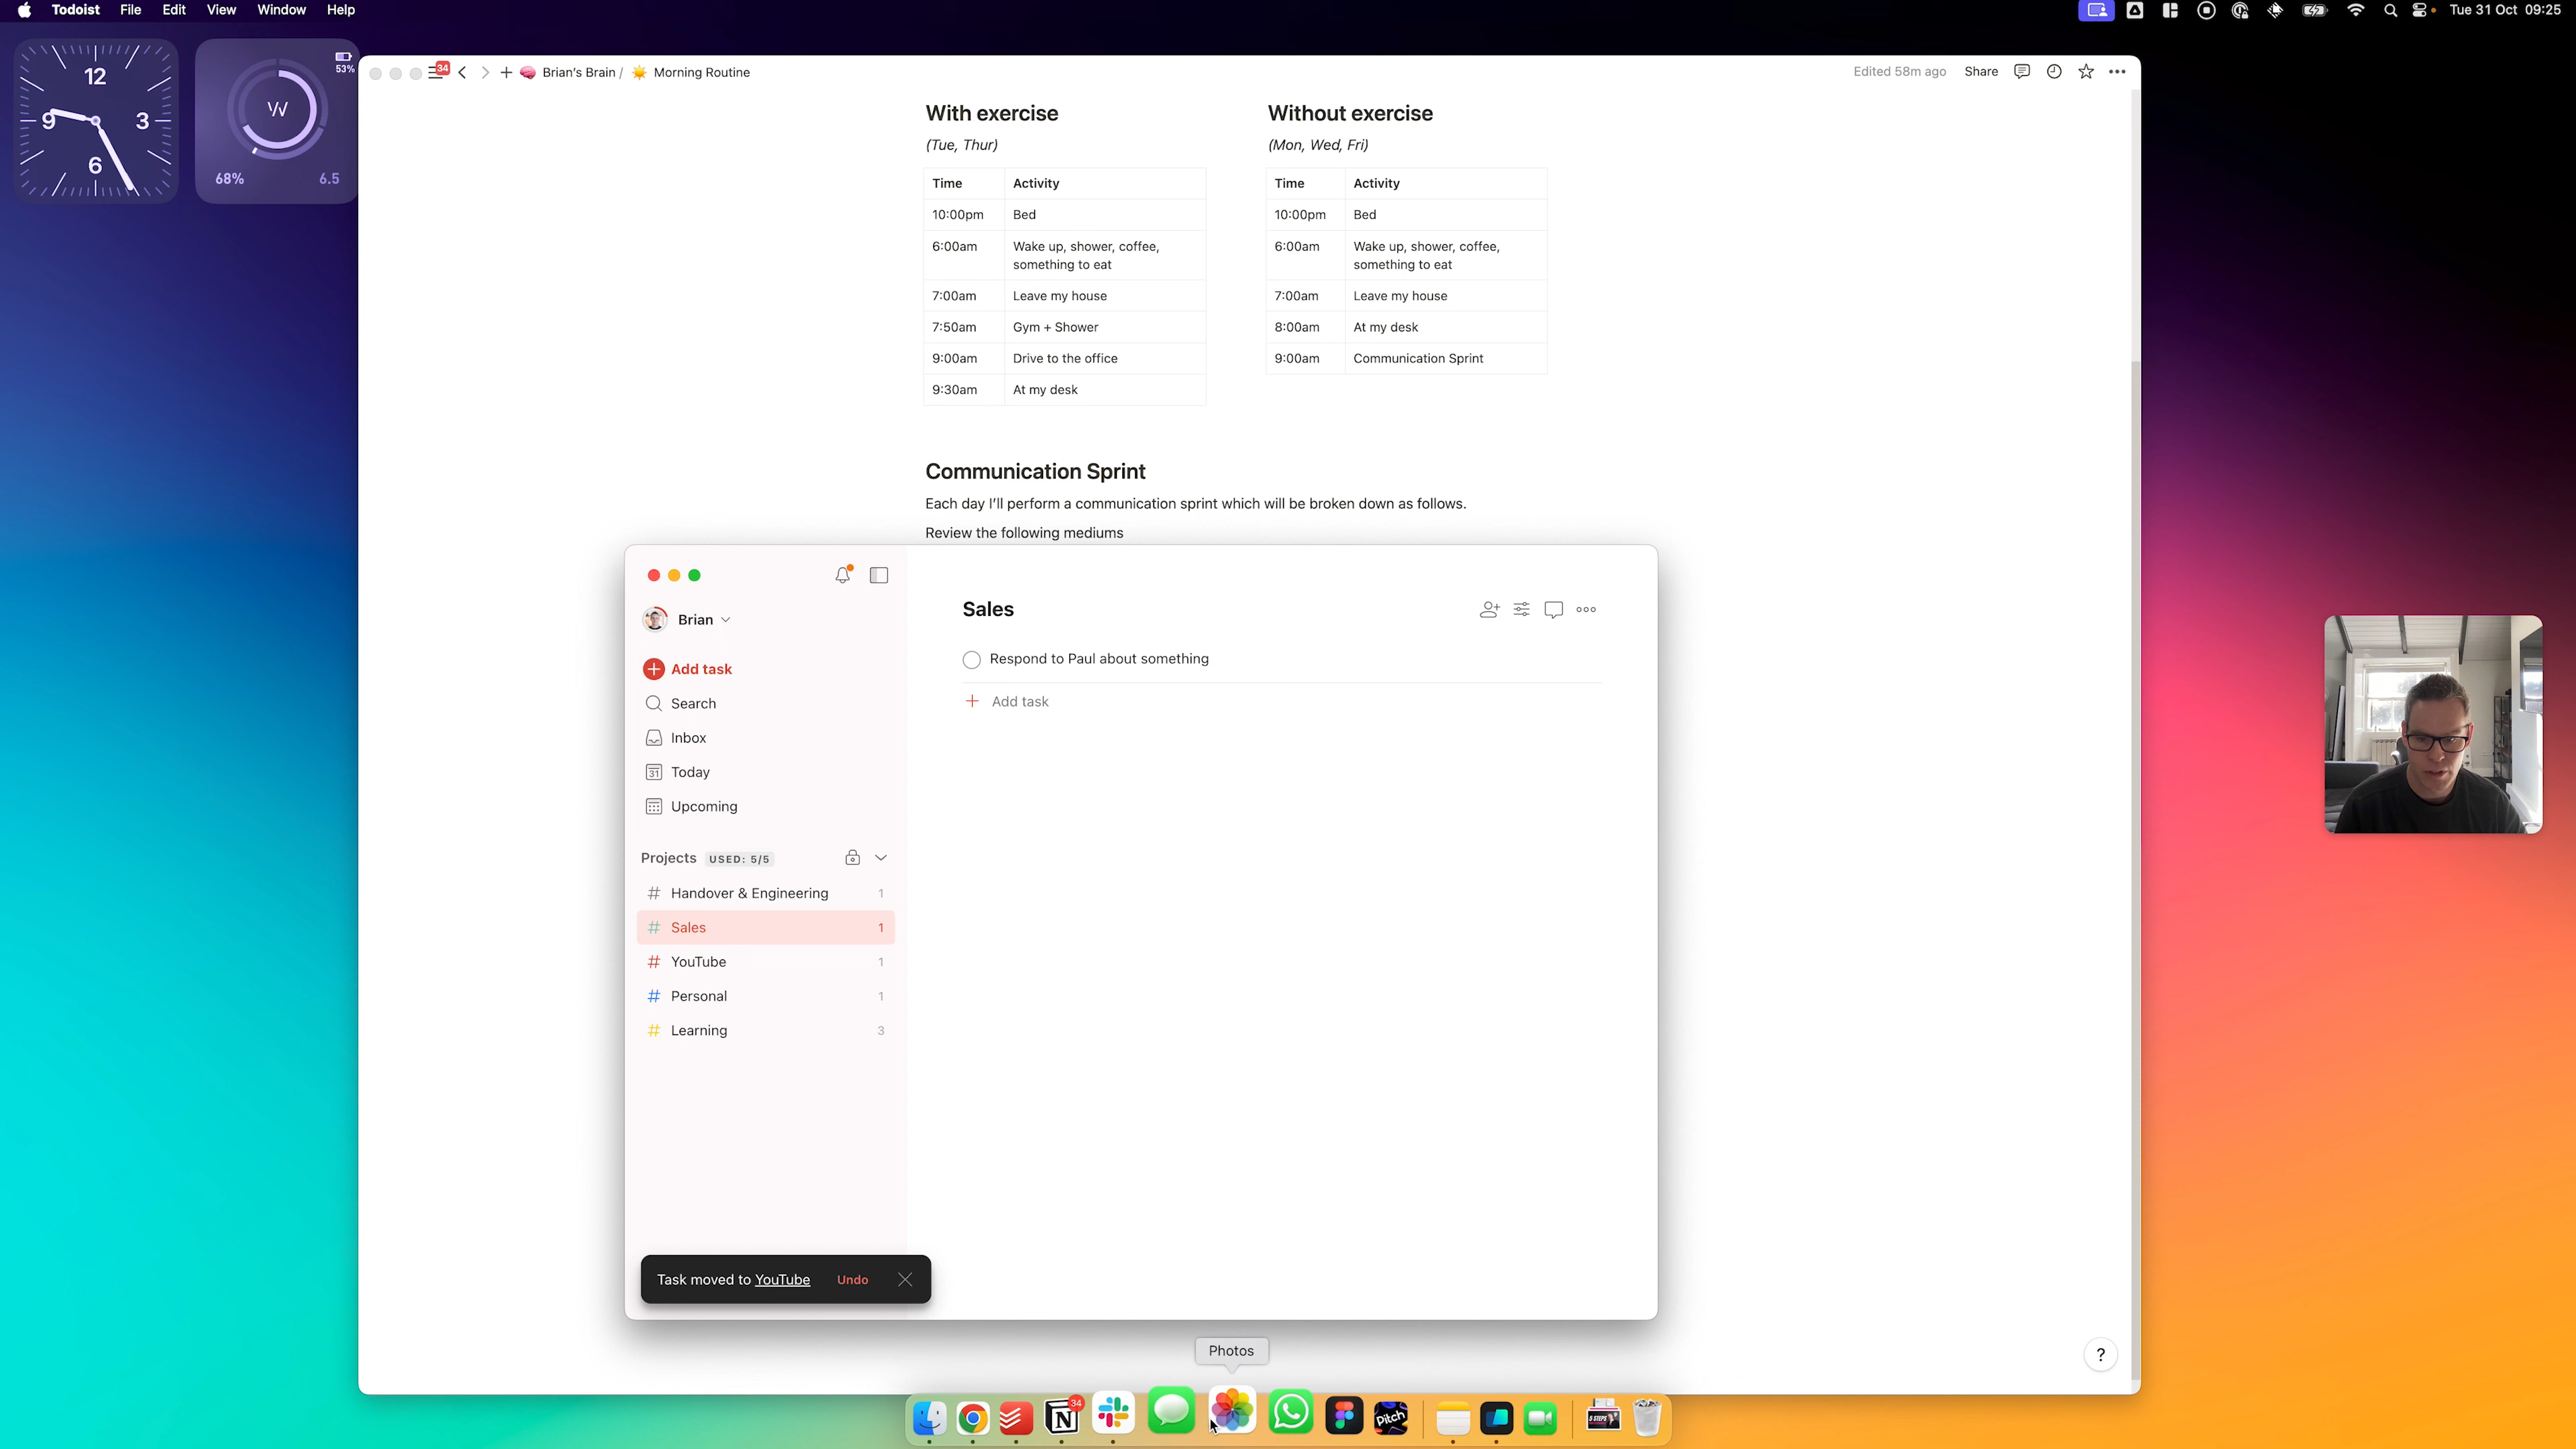 Todoist File Edit View Window Help
Tue 31 Oct 09:25
12
9 3
6
53%
68% 6.5
34
Brian's Brain / Morning Routine
Edited 58m ago Share
With exercise
(Tue, Thur)
Time Activity
10:00pm Bed
6:00am Wake up, shower, coffee,
something to eat
7:00am Leave my house
7:50am Gym + Shower
9:00am Drive to the office
9:30am At my desk
Without exercise
(Mon, Wed, Fri)
Time Activity
10:00pm Bed
6:00am Wake up, shower, coffee,
something to eat
7:00am Leave my house
8:00am At my desk
9:00am Communication Sprint
Communication Sprint
Each day I'll perform a communication sprint which will be broken down as follows.
Review the following mediums
Brian
Add task
Search
Inbox
31 Today
Upcoming
Projects USED: 5/5
# Handover & Engineering 1
# Sales 1
# YouTube 1
# Personal 1
# Learning 3
Sales
Respond to Paul about something
+ Add task
Task moved to YouTube Undo
Photos
?
34
Pitch
5 STEPS